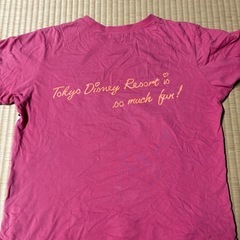 Tokyo Disney Resort is
so much fun!